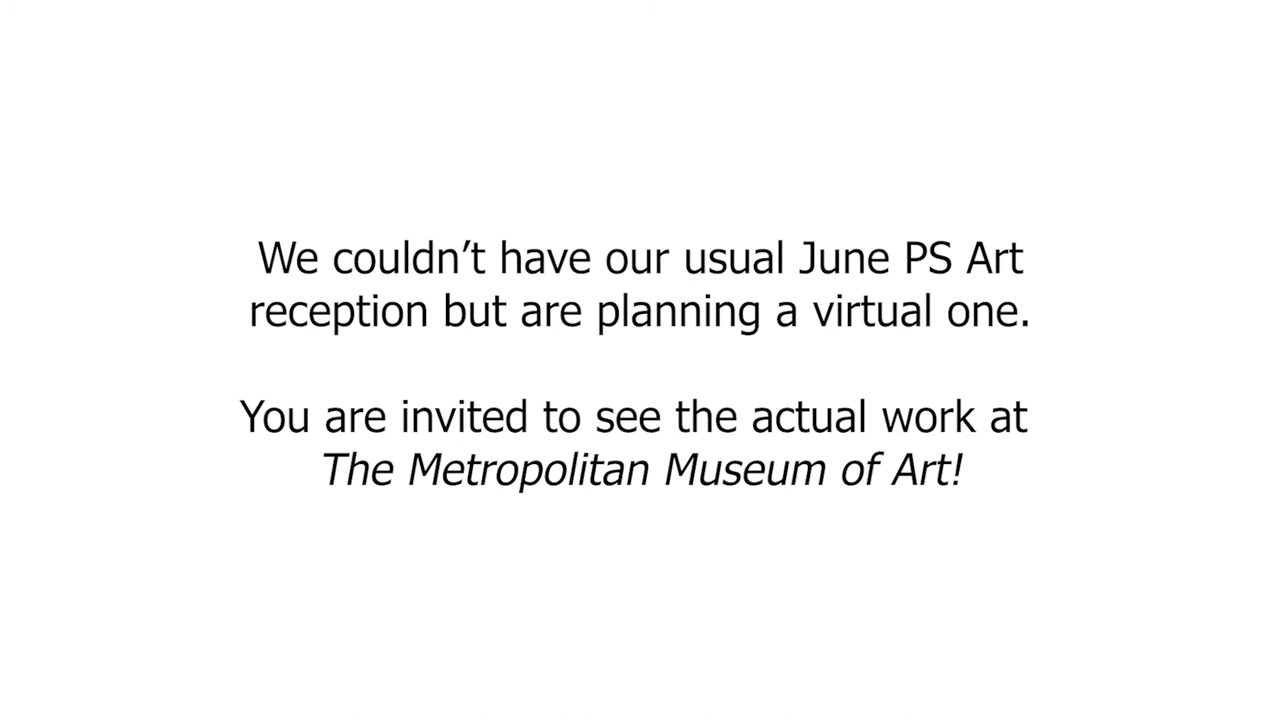 We couldn’t have our usual June PS Art
reception but are planning a virtual one.
You are invited to see the actual work at
The Metropolitan Museum of Art!